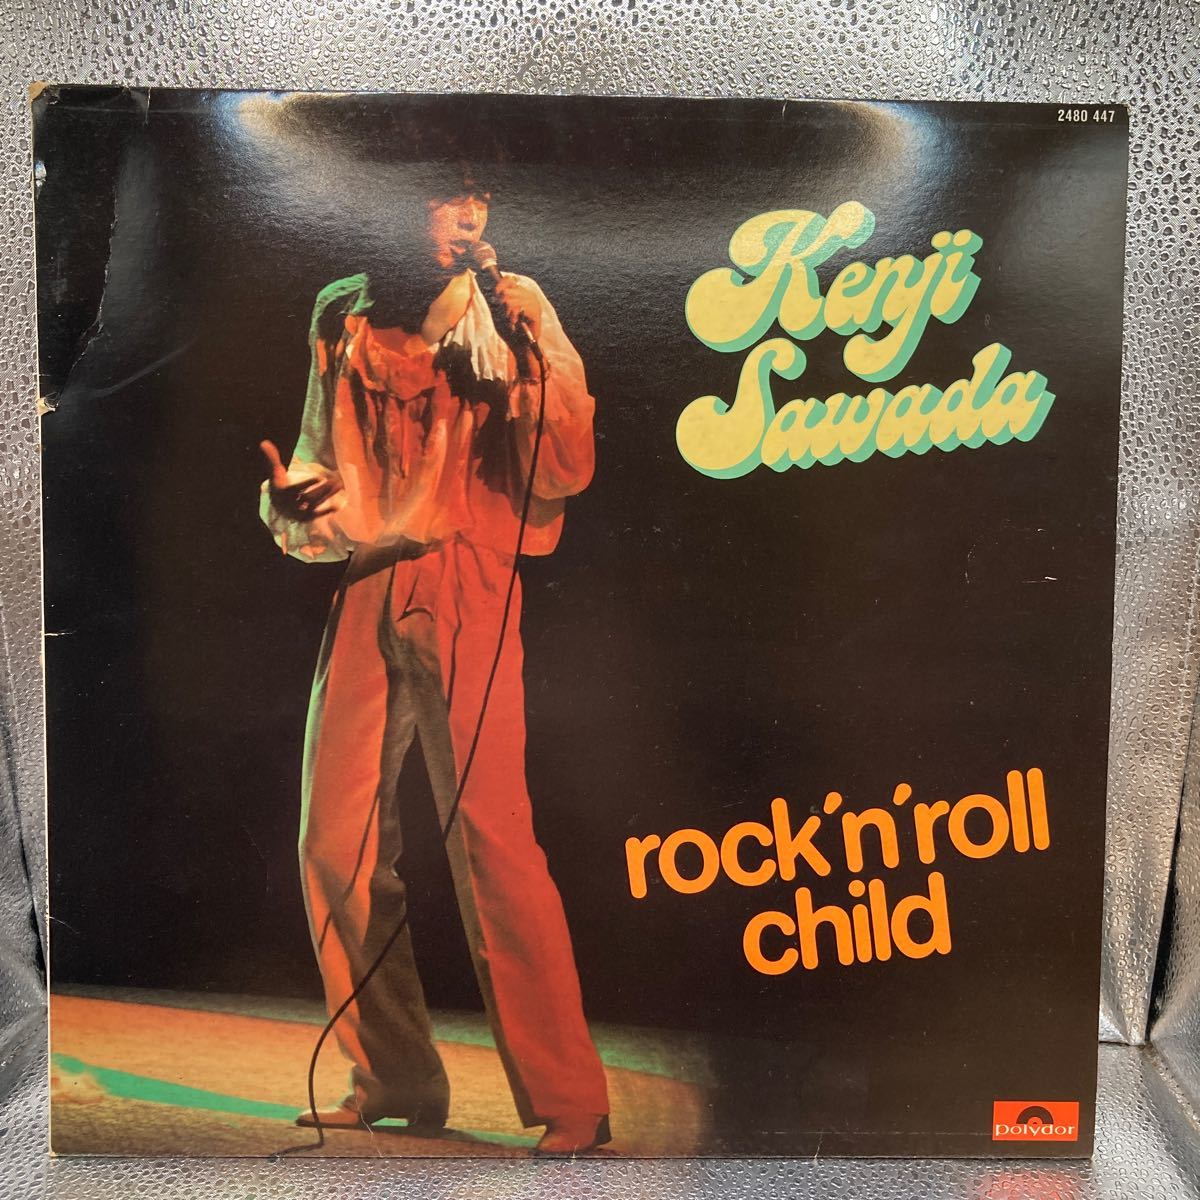 2480 447
Kenji
Sawada
rock'n'roll
child
polydor